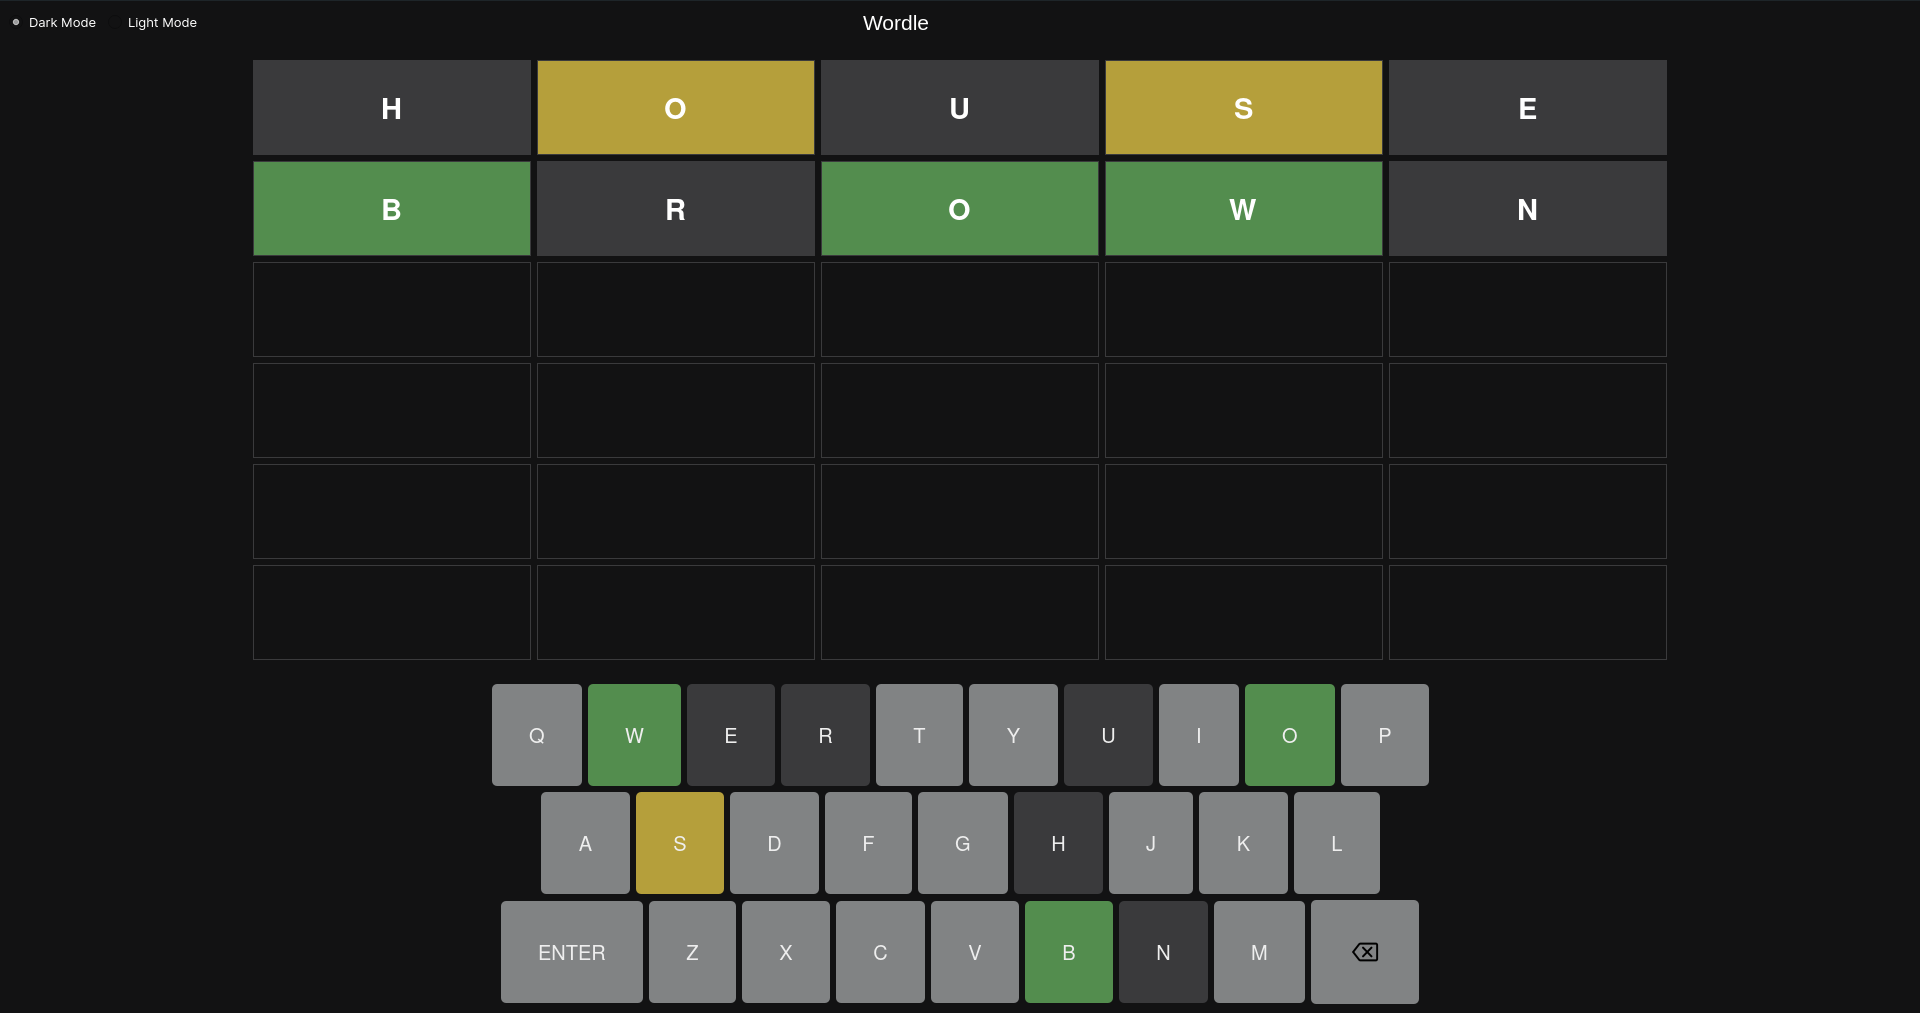 Dark Mode Light Mode Wordle
H O U S E
B R O W N
Q W E R T Y U I O P
A S D F G H J K L
ENTER Z X C V B N M